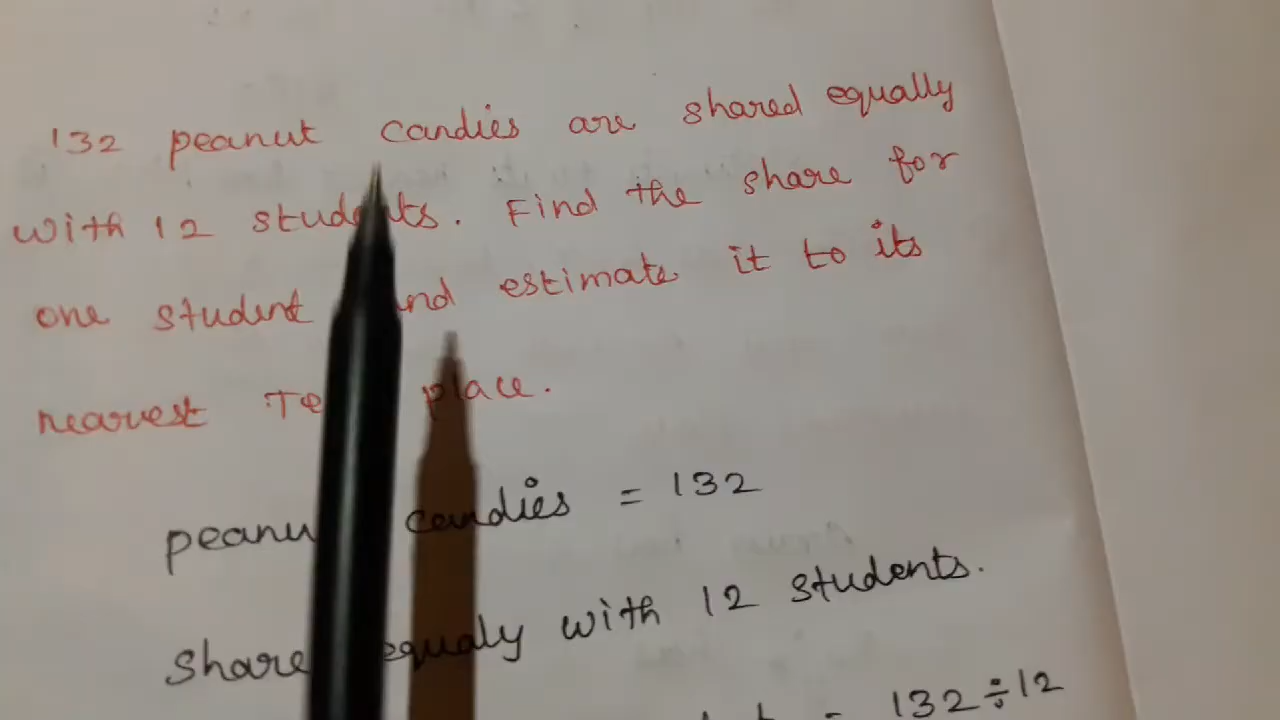 132 peanut candies are shared equally
with 12 students. Find the share for
one student and estimate it to its
nearest place.
candies = 132
equaly with 12 students.
= 132 ÷ 12